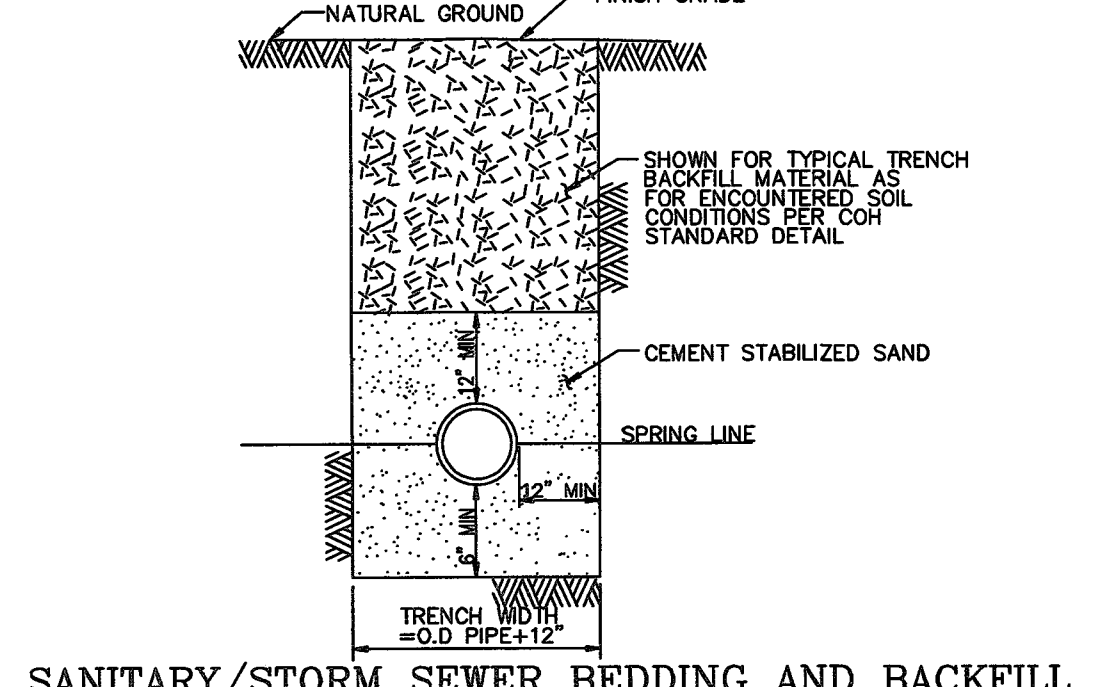 NATURAL GROUND
FINISH GRADE
SHOWN FOR TYPICAL TRENCH
BACKFILL MATERIAL AS
FOR ENCOUNTERED SOIL
CONDITIONS PER COH
STANDARD DETAIL
12" MIN
CEMENT STABILIZED SAND
SPRING LINE
12" MIN
6" MIN
TRENCH WIDTH
=O.D PIPE+12"
SANITARY/STORM SEWER BEDDING AND BACKFILL